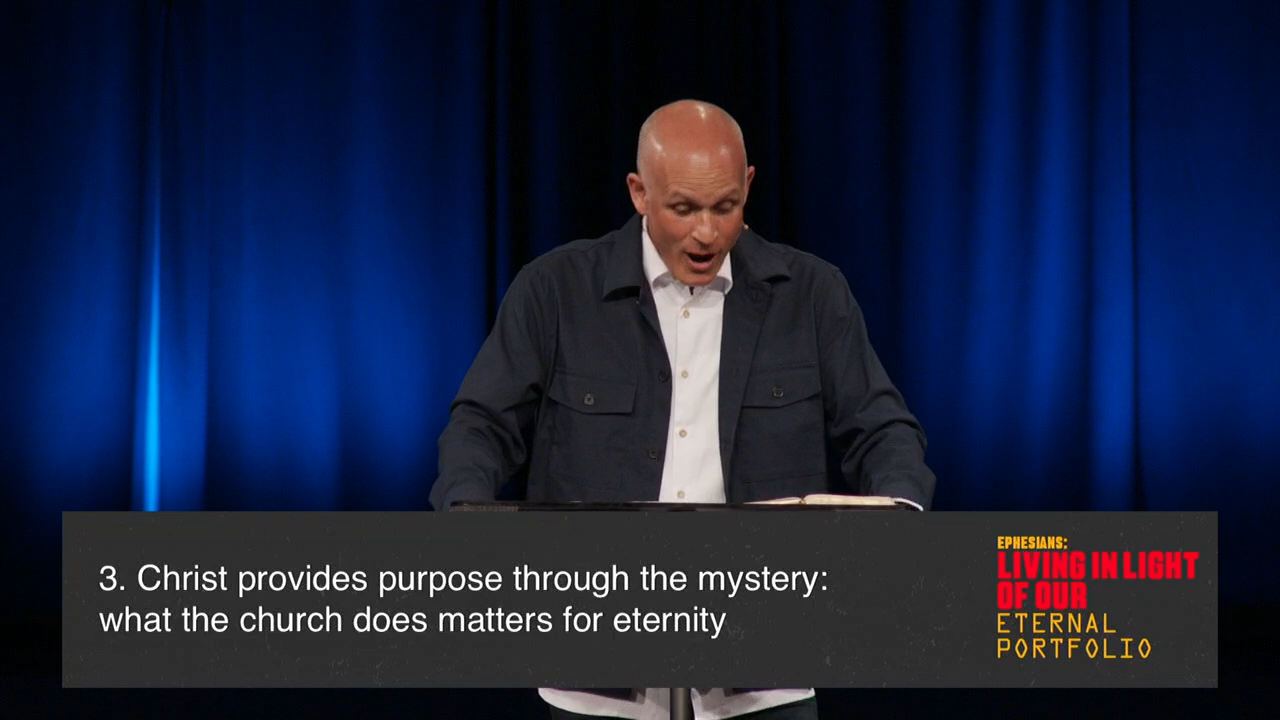 3. Christ provides purpose through the mystery:
what the church does matters for eternity
EPHESIANS:
LIVING IN LIGHT
OF OUR
ETERNAL
PORTFOLIO